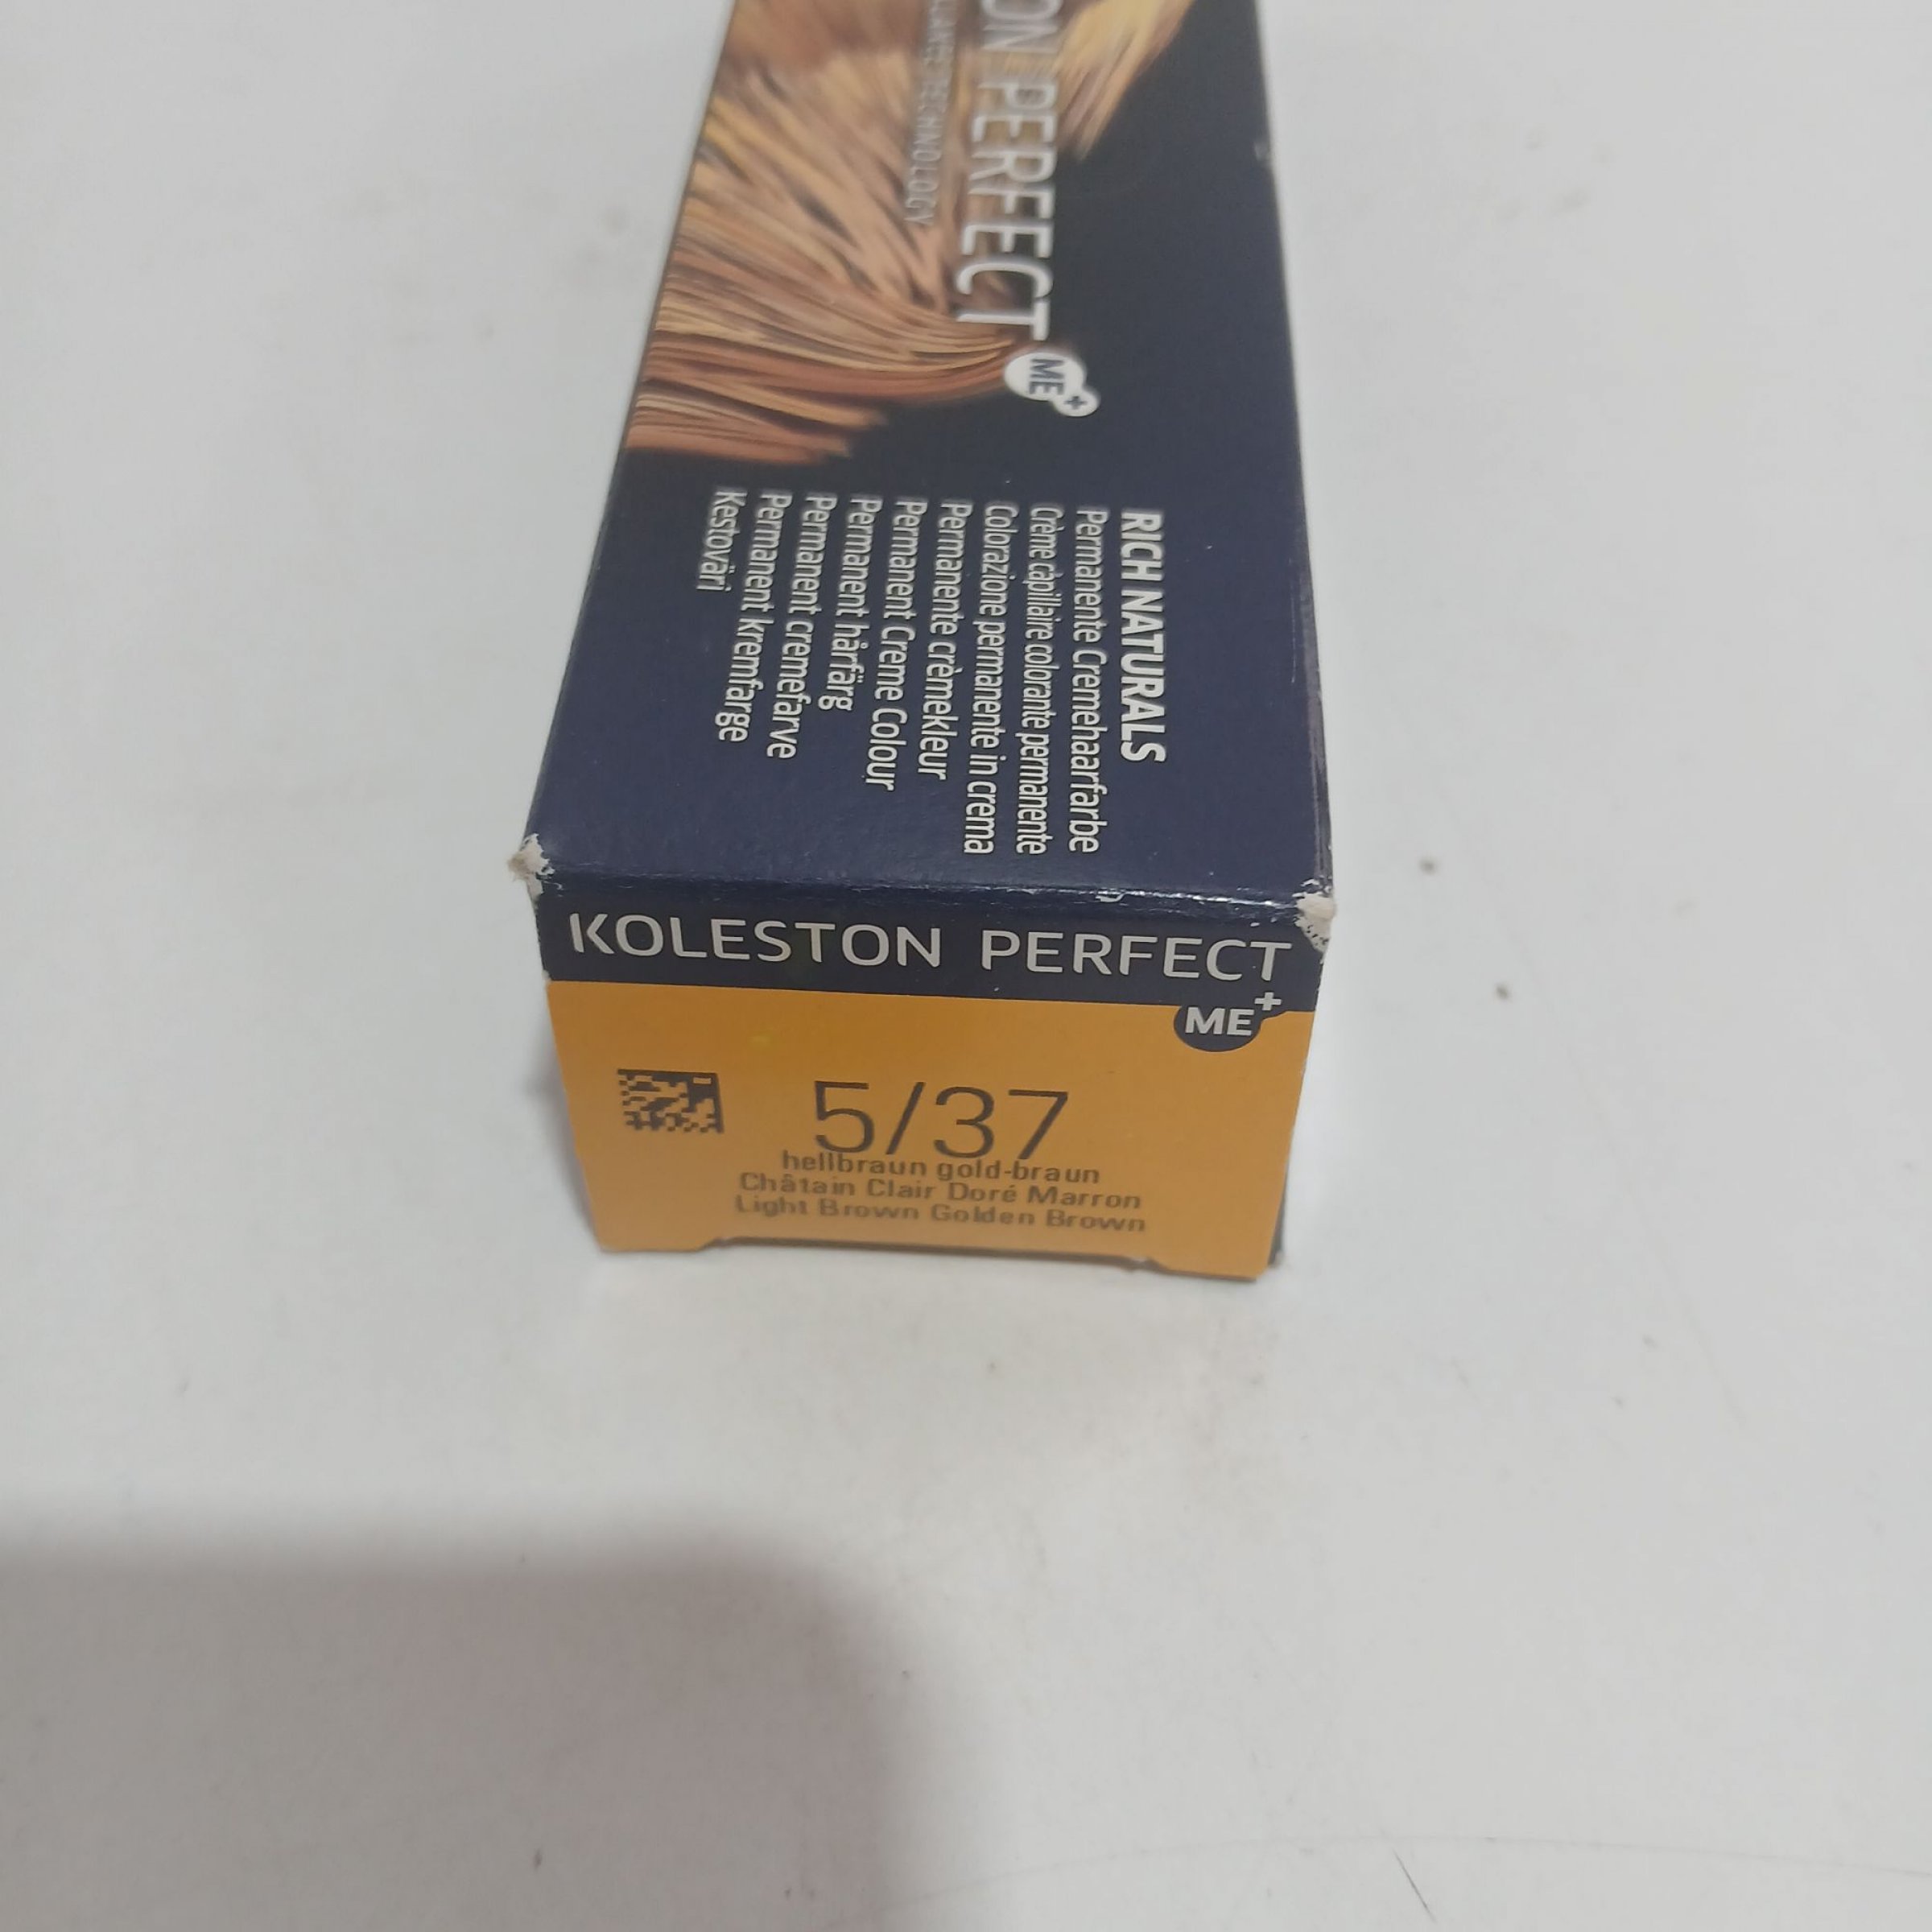 ON PERFECT
TECHNOLOGY
ME+
RICH NATURALS
Permanente Cremehaarfarbe
Crème capillaire colorante permanente
Colorazione permanente in crema
Permanente crèmekleur
Permanent Creme Colour
Permanent hårfärg
Permanent cremefarve
Permanent kremfarge
Kestoväri
KOLESTON PERFECT
ME+
5/37
hellbraun gold-braun
Châtain Clair Doré Marron
Light Brown Golden Brown